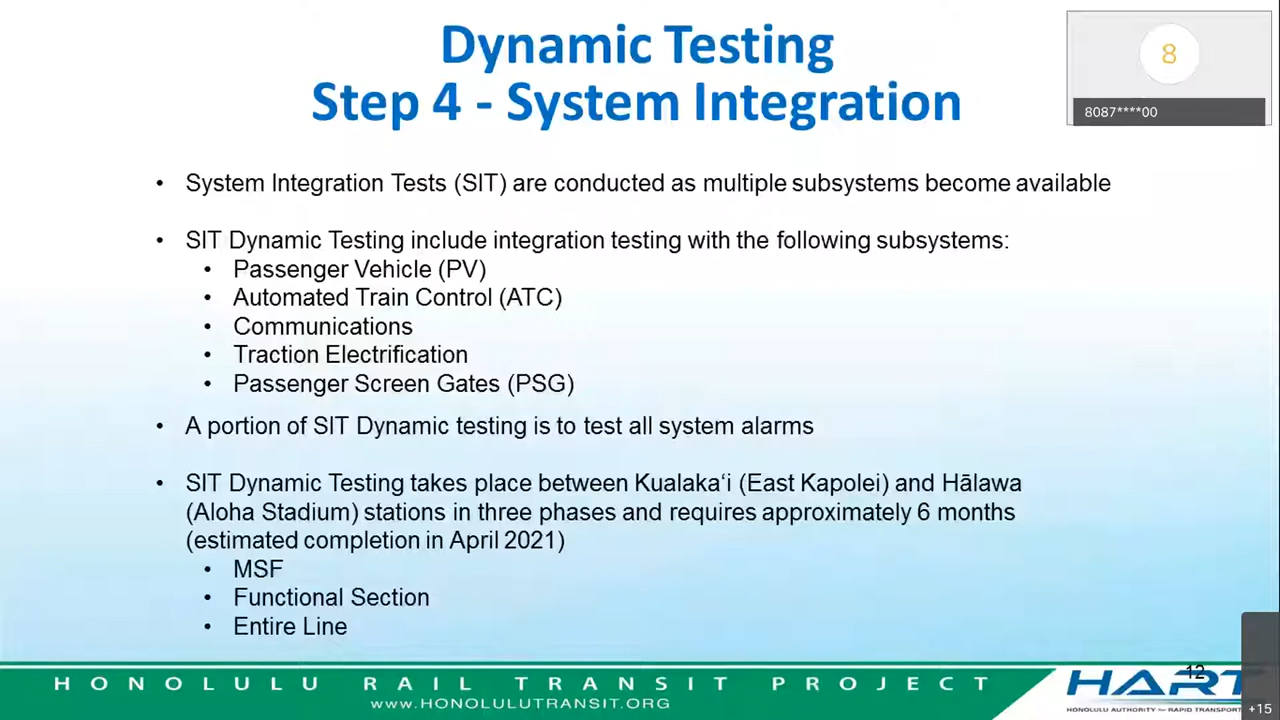 Dynamic Testing
Step 4 - System Integration
8
8087****00
• System Integration Tests (SIT) are conducted as multiple subsystems become available
• SIT Dynamic Testing include integration testing with the following subsystems:
• Passenger Vehicle (PV)
• Automated Train Control (ATC)
• Communications
• Traction Electrification
• Passenger Screen Gates (PSG)
• A portion of SIT Dynamic testing is to test all system alarms
• SIT Dynamic Testing takes place between Kualakaʻi (East Kapolei) and Hālawa
(Aloha Stadium) stations in three phases and requires approximately 6 months
(estimated completion in April 2021)
• MSF
• Functional Section
• Entire Line
HONOLULU RAIL TRANSIT PROJECT
www.HONOLULUTRANSIT.ORG
12
HART
HONOLULU AUTHORITY for RAPID TRANSPORT
+15